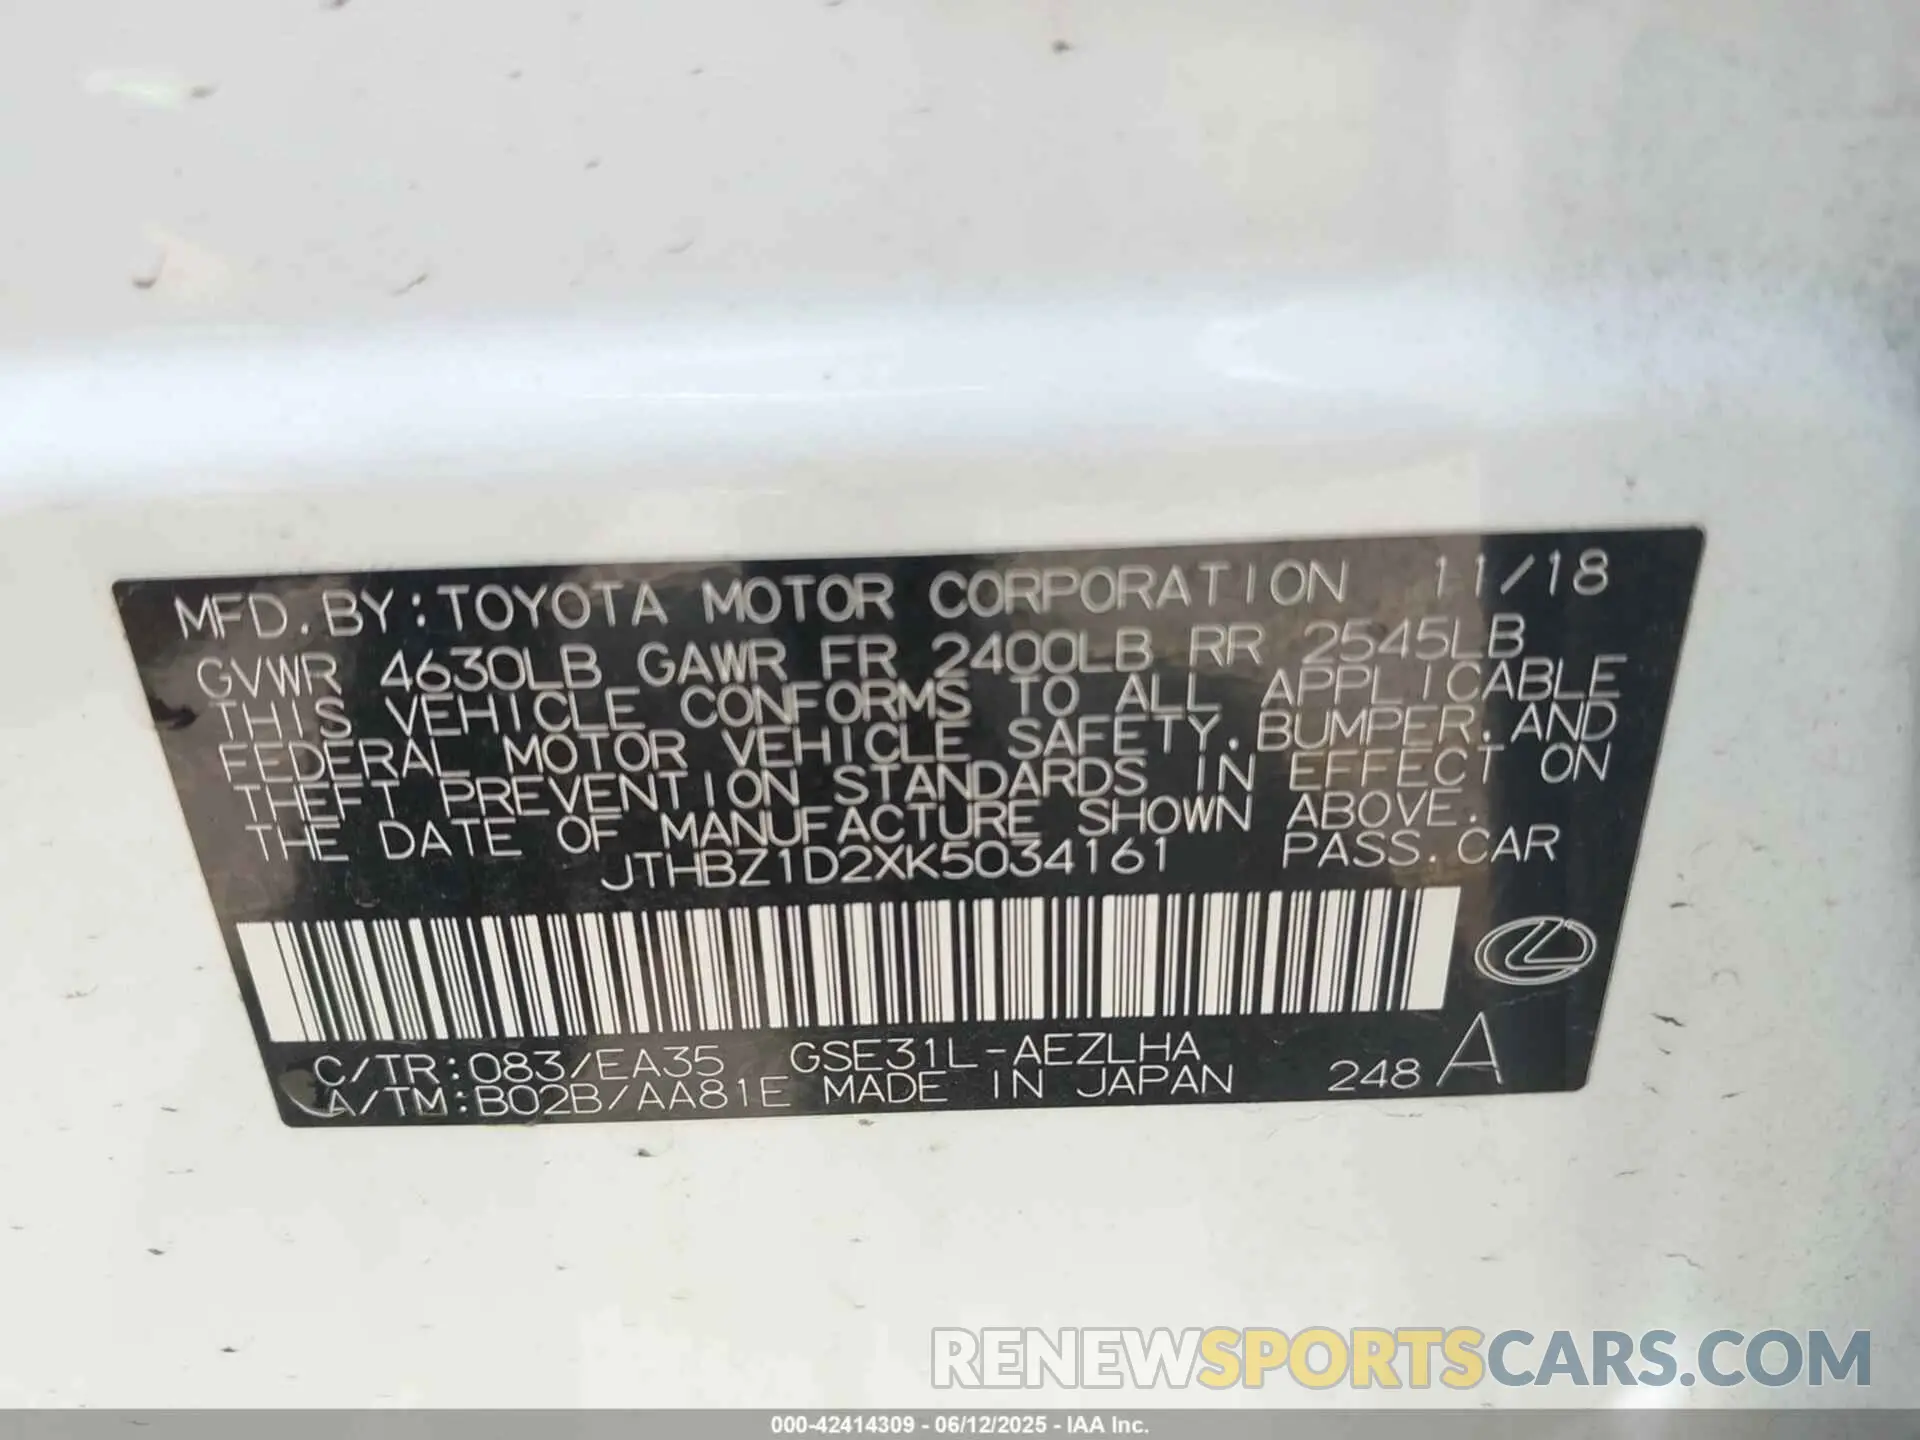 MFD. BY: TOYOTA MOTOR CORPORATION 11/18
GVWR 4630LB GAWR FR 2400LB RR 2545LB
THIS VEHICLE CONFORMS TO ALL APPLICABLE
FEDERAL MOTOR VEHICLE SAFETY, BUMPER, AND
THEFT PREVENTION STANDARDS IN EFFECT ON
THE DATE OF MANUFACTURE SHOWN ABOVE.
JTHBZ1D2XK5034161 PASS. CAR
C/TR: 083/EA35 GSE31L-AEZLHA
A/TM: B02B/AA81E MADE IN JAPAN 248 A
RENEWSPORTSCARS.COM
000-42414309 - 06/12/2025 - IAA Inc.